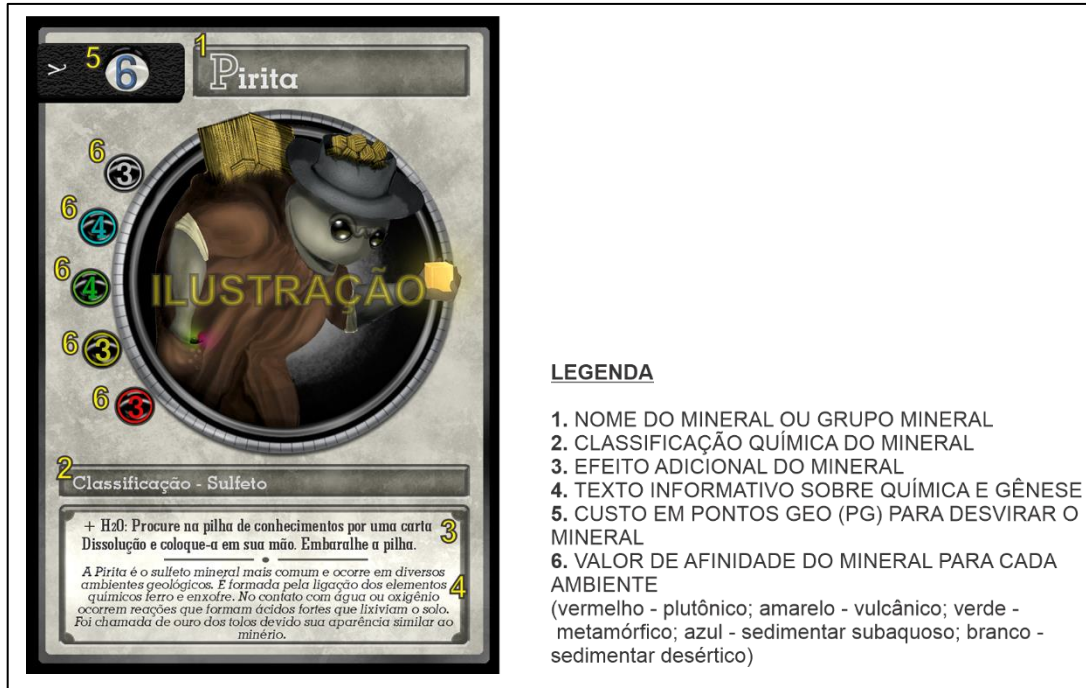 5
6
1
Pirita
6
3
6
4
6
4
ILUSTRAÇÃO
6
3
6
3
2
Classificação - Sulfeto
+ H20: Procure na pilha de conhecimentos por uma carta
3
Dissolução e coloque-a em sua mão. Embaralhe a pilha.
A Pirita é o sulfeto mineral mais comum e ocorre em diversos
ambientes geológicos. É formada pela ligação dos elementos
4
químicos ferro e enxofre. No contato com água ou oxigênio
ocorrem reações que formam ácidos fortes que lixiviam o solo.
Foi chamada de ouro dos tolos devido sua aparência similar ao
minério.
LEGENDA
1. NOME DO MINERAL OU GRUPO MINERAL
2. CLASSIFICAÇÃO QUÍMICA DO MINERAL
3. EFEITO ADICIONAL DO MINERAL
4. TEXTO INFORMATIVO SOBRE QUÍMICA E GÊNESE
5. CUSTO EM PONTOS GEO (PG) PARA DESVIRAR O
MINERAL
6. VALOR DE AFINIDADE DO MINERAL PARA CADA
AMBIENTE
(vermelho - plutônico; amarelo - vulcânico; verde -
metamórfico; azul - sedimentar subaquoso; branco -
sedimentar desértico)